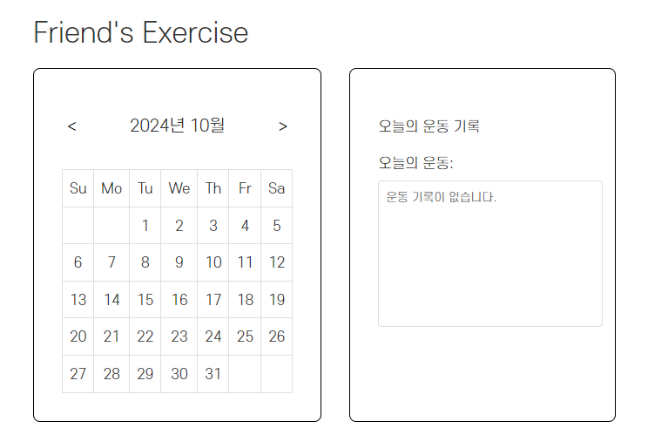 Friend's Exercise
< 2024년 10월 >
Su Mo Tu We Th Fr Sa
1 2 3 4 5
6 7 8 9 10 11 12
13 14 15 16 17 18 19
20 21 22 23 24 25 26
27 28 29 30 31
오늘의 운동 기록
오늘의 운동:
운동 기록이 없습니다.